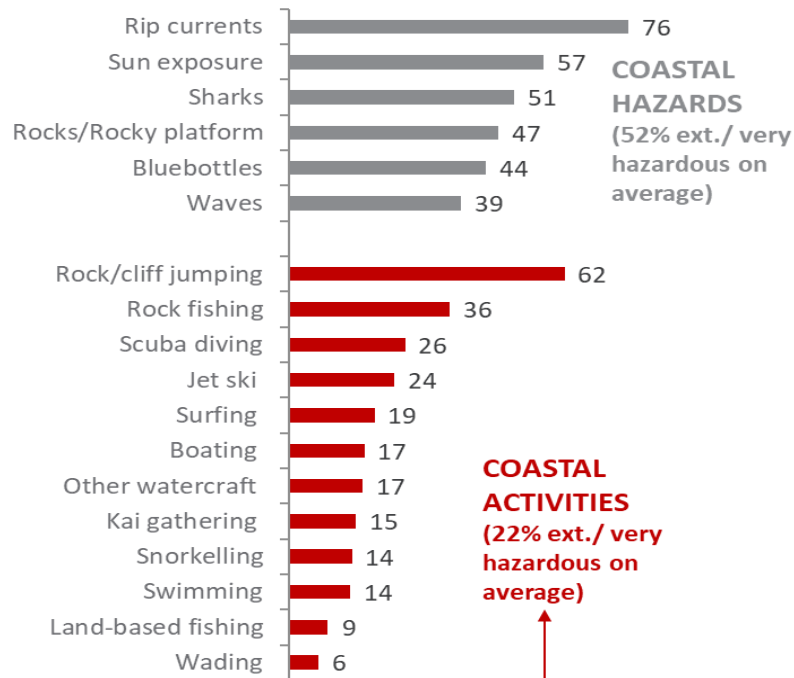 Rip currents 76
Sun exposure 57
Sharks 51
Rocks/Rocky platform 47
Bluebottles 44
Waves 39
COASTAL
HAZARDS
(52% ext./ very
hazardous on
average)
Rock/cliff jumping 62
Rock fishing 36
Scuba diving 26
Jet ski 24
Surfing 19
Boating 17
Other watercraft 17
Kai gathering 15
Snorkelling 14
Swimming 14
Land-based fishing 9
Wading 6
COASTAL
ACTIVITIES
(22% ext./ very
hazardous on
average)